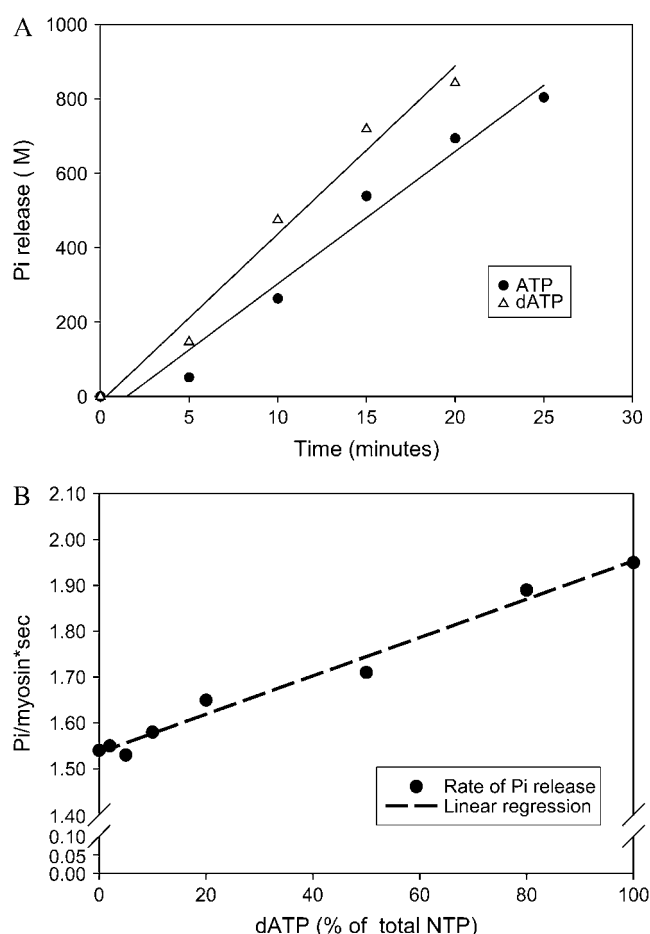 A
1000
800
600
400
200
0
Pi release ( M)
ATP
dATP
0 5 10 15 20 25 30
Time (minutes)
B
2.10
2.00
1.90
1.80
1.70
1.60
1.50
1.40
0.10
0.05
0.00
Pi/myosin*sec
Rate of Pi release
Linear regression
0 20 40 60 80 100
dATP (% of total NTP)